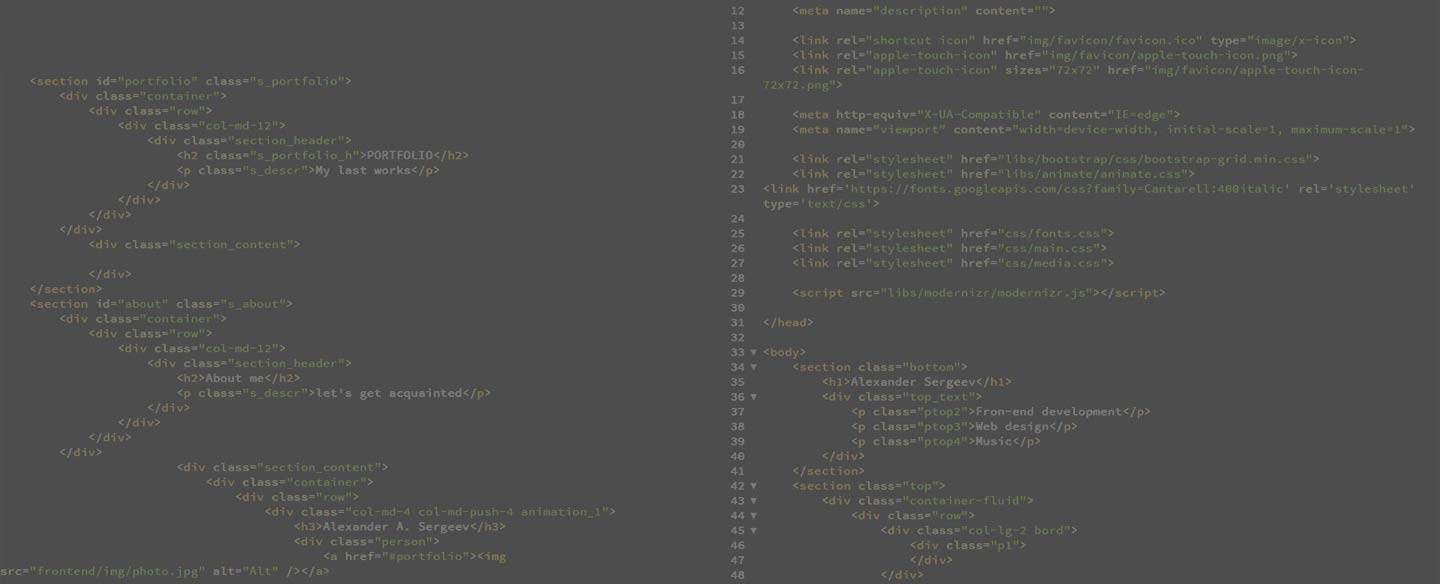 <section id="portfolio" class="s_portfolio">
<div class="container">
<div class="row">
<div class="col-md-12">
<div class="section_header">
<h2 class="s_portfolio_h">PORTFOLIO</h2>
<p class="s_descr">My last works</p>
</div>
</div>
</div>
</div>
<div class="section_content">
</div>
</section>
<section id="about" class="s_about">
<div class="container">
<div class="row">
<div class="col-md-12">
<div class="section_header">
<h2>About me</h2>
<p class="s_descr">let's get acquainted</p>
</div>
</div>
</div>
</div>
<div class="section_content">
<div class="container">
<div class="row">
<div class="col-md-4 col-md-push-4 animation_1">
<h3>Alexander A. Sergeev</h3>
<div class="person">
<a href="#portfolio"><img
src="frontend/img/photo.jpg" alt="Alt" /></a>
12 <meta name="description" content="">
13
14 <link rel="shortcut icon" href="img/favicon/favicon.ico" type="image/x-icon">
15 <link rel="apple-touch-icon" href="img/favicon/apple-touch-icon.png">
16 <link rel="apple-touch-icon" sizes="72x72" href="img/favicon/apple-touch-icon-
72x72.png">
17
18 <meta http-equiv="X-UA-Compatible" content="IE=edge">
19 <meta name="viewport" content="width=device-width, initial-scale=1, maximum-scale=1">
20
21 <link rel="stylesheet" href="libs/bootstrap/css/bootstrap-grid.min.css">
22 <link rel="stylesheet" href="libs/animate/animate.css">
23 <link href='https://fonts.googleapis.com/css?family=Cantarell:400italic' rel='stylesheet'
type='text/css'>
24
25 <link rel="stylesheet" href="css/fonts.css">
26 <link rel="stylesheet" href="css/main.css">
27 <link rel="stylesheet" href="css/media.css">
28
29 <script src="libs/modernizr/modernizr.js"></script>
30
31 </head>
32
33 ▼ <body>
34 ▼ <section class="bottom">
35 <h1>Alexander Sergeev</h1>
36 ▼ <div class="top_text">
37 <p class="ptop2">Fron-end development</p>
38 <p class="ptop3">Web design</p>
39 <p class="ptop4">Music</p>
40 </div>
41 </section>
42 ▼ <section class="top">
43 ▼ <div class="container-fluid">
44 ▼ <div class="row">
45 ▼ <div class="col-lg-2 bord">
46 <div class="p1">
47 </div>
48 </div>